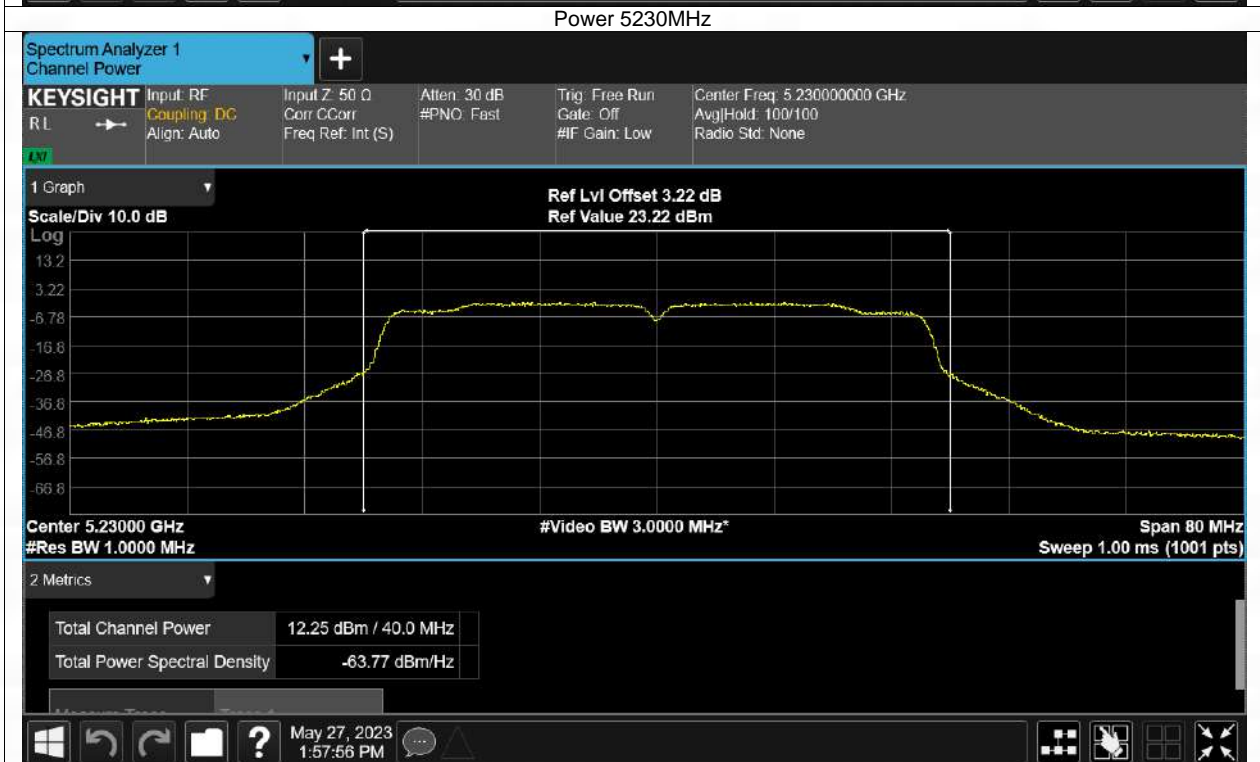 Power 5230MHz
Spectrum Analyzer 1
Channel Power
+
KEYSIGHT
RL
LXI
Input: RF
Coupling: DC
Align: Auto
Input Z: 50 Ω
Corr CCorr
Freq Ref: Int (S)
Atten: 30 dB
#PNO: Fast
Trig: Free Run
Gate: Off
#IF Gain: Low
Center Freq: 5.230000000 GHz
Avg|Hold: 100/100
Radio Std: None
1 Graph
Ref Lvl Offset 3.22 dB
Scale/Div 10.0 dB
Ref Value 23.22 dBm
Log
13.2
3.22
-6.78
-16.8
-26.8
-36.8
-46.8
-56.8
-66.8
Center 5.23000 GHz
#Video BW 3.0000 MHz*
Span 80 MHz
#Res BW 1.0000 MHz
Sweep 1.00 ms (1001 pts)
2 Metrics
Total Channel Power 12.25 dBm / 40.0 MHz
Total Power Spectral Density -63.77 dBm/Hz
?
May 27, 2023
1:57:56 PM